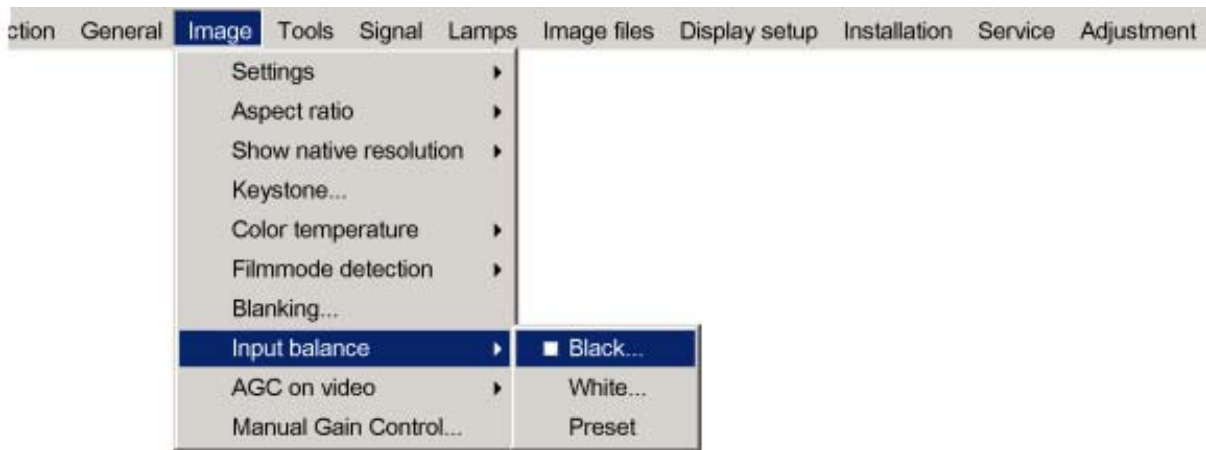 ction General Image Tools Signal Lamps Image files Display setup Installation Service Adjustment
Settings
Aspect ratio
Show native resolution
Keystone...
Color temperature
Filmmode detection
Blanking...
Input balance
Black...
AGC on video
White...
Manual Gain Control...
Preset